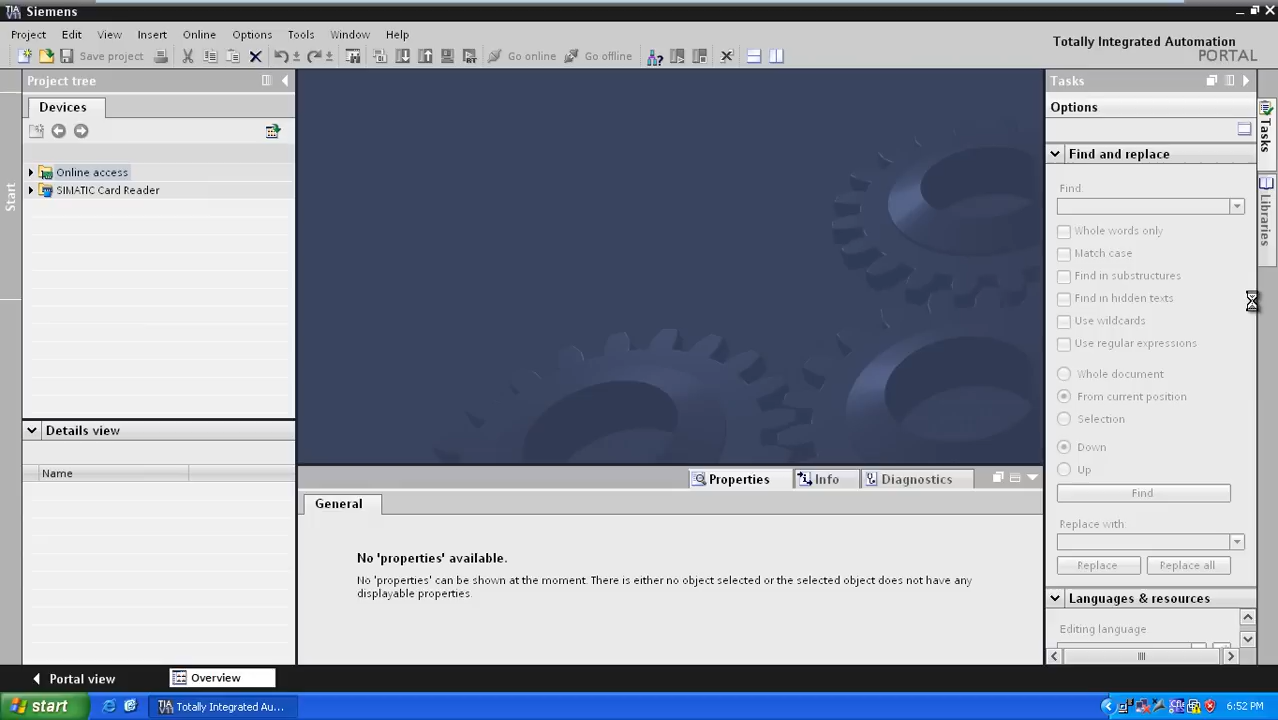 TIA
V11
Siemens
Project Edit View Insert Online Options Tools Window Help
Totally Integrated Automation
PORTAL
Save project
Go online
Go offline
Project tree
Tasks
Devices
Options
Find and replace
Start
Online access
SIMATIC Card Reader
Find:
Whole words only
Match case
Find in substructures
Find in hidden texts
Use wildcards
Use regular expressions
Whole document
From current position
Selection
Down
Up
Find
Replace with:
Replace Replace all
Languages & resources
Editing language
Tasks
Libraries
Details view
Name
Properties Info Diagnostics
General
No 'properties' available.
No 'properties' can be shown at the moment. There is either no object selected or the selected object does not have any
displayable properties.
Portal view Overview
start
Totally Integrated Au...
6:52 PM